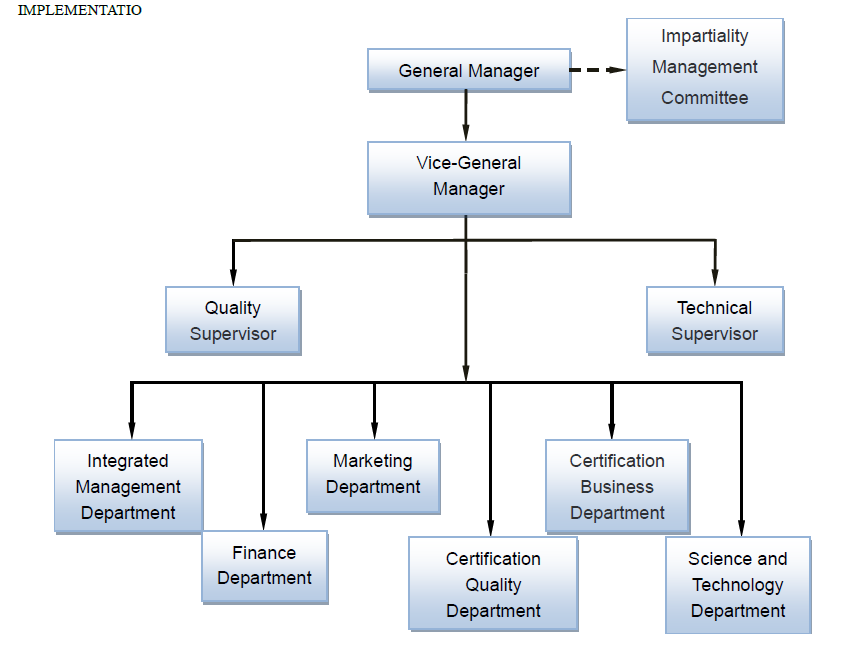 IMPLEMENTATIO
Impartiality
Management
Committee
General Manager
Vice-General
Manager
Quality
Supervisor
Technical
Supervisor
Integrated
Management
Department
Marketing
Department
Certification
Business
Department
Finance
Department
Certification
Quality
Department
Science and
Technology
Department